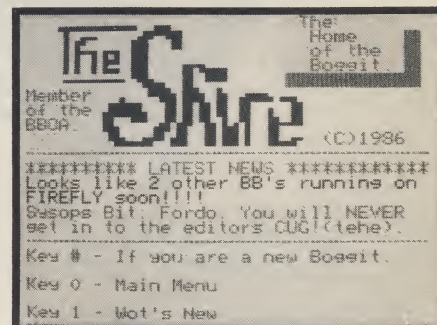 The
Home
of the
Boggit.
The Shire
Member
of the
BBOA.
(C)1986
********** LATEST NEWS ************
Looks like 2 other BB's running on
FIREFLY soon!!!!
Sysops Bit. Fordo. You will NEVER
get in to the editors CUG!(tehe).
Key # - If you are a new Boggit.
Key 0 - Main Menu
Key 1 - Wot's New